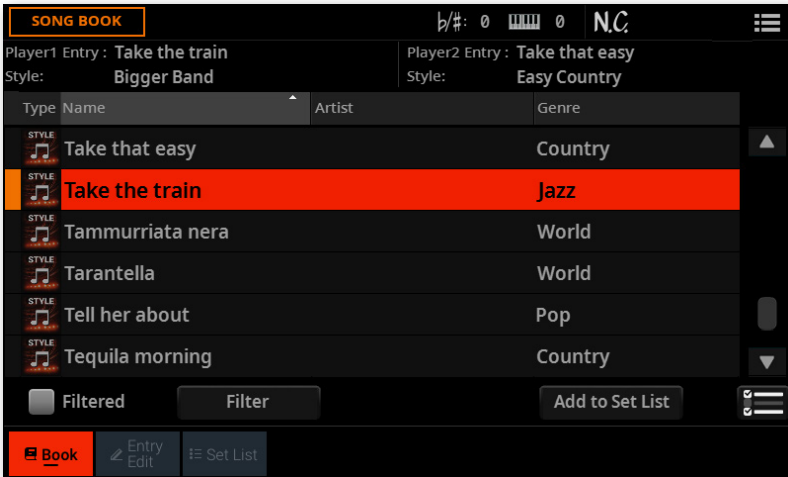 SONG BOOK ♭/♯: 0 0 N.C.
Player1 Entry : Take the train Player2 Entry : Take that easy
Style: Bigger Band Style: Easy Country
Type Name Artist Genre
STYLE Take that easy Country
STYLE Take the train Jazz
STYLE Tammurriata nera World
STYLE Tarantella World
STYLE Tell her about Pop
STYLE Tequila morning Country
Filtered Filter Add to Set List
Book Entry Edit Set List